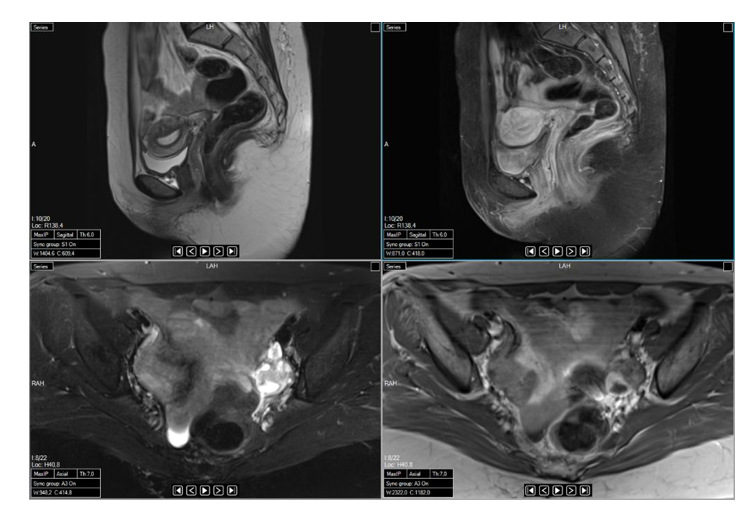 Series
LH
A
I:10/20
Loc: R138,4
MaxIP Sagittal Th:6,0
Sync group: S1 On
W:1404.6 C:609,4
Series
LH
A
I:10/20
Loc: R138,4
MaxIP Sagittal Th:6,0
Sync group: S1 On
W:871,0 C:418,0
Series
LAH
RAH
I:8/22
Loc: H40,8
MaxIP Axial Th:7,0
Sync group: A3 On
W:948,2 C:414,8
Series
LAH
RAH
I:8/22
Loc: H40,8
MaxIP Axial Th:7,0
Sync group: A3 On
W:2322,0 C:1182,0